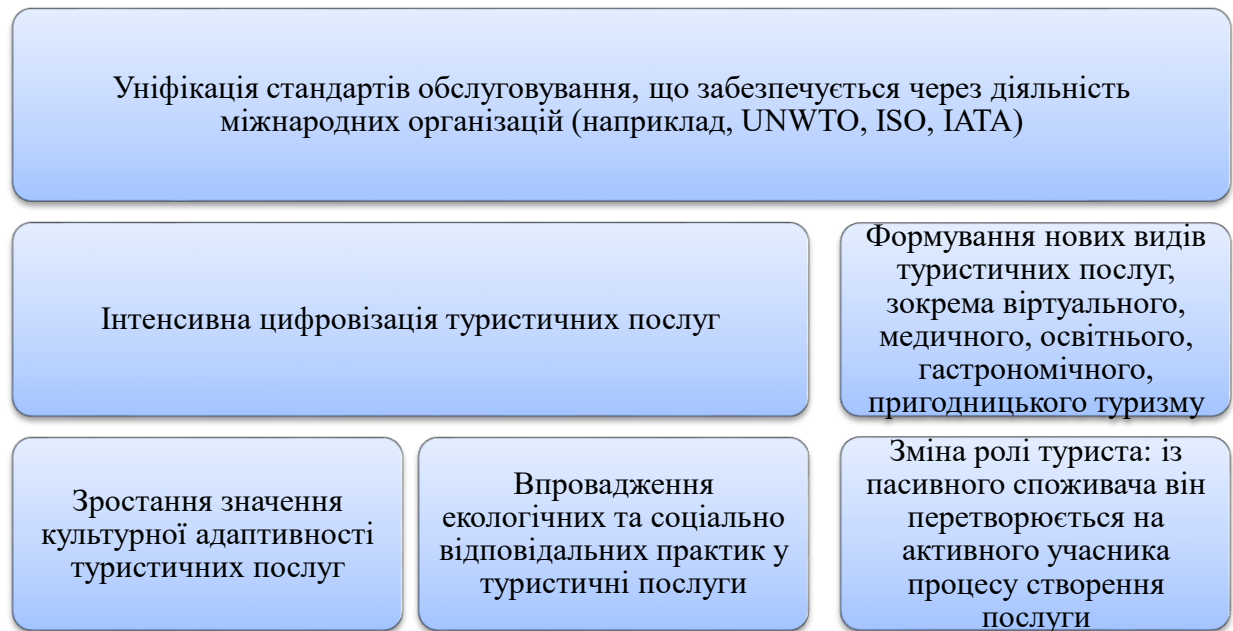 Уніфікація стандартів обслуговування, що забезпечується через діяльність
міжнародних організацій (наприклад, UNWTO, ISO, IATA)
Інтенсивна цифровізація туристичних послуг
Формування нових видів
туристичних послуг,
зокрема віртуального,
медичного, освітнього,
гастрономічного,
пригодницького туризму
Зростання значення
культурної адаптивності
туристичних послуг
Впровадження
екологічних та соціально
відповідальних практик у
туристичні послуги
Зміна ролі туриста: із
пасивного споживача він
перетворюється на
активного учасника
процесу створення
послуги